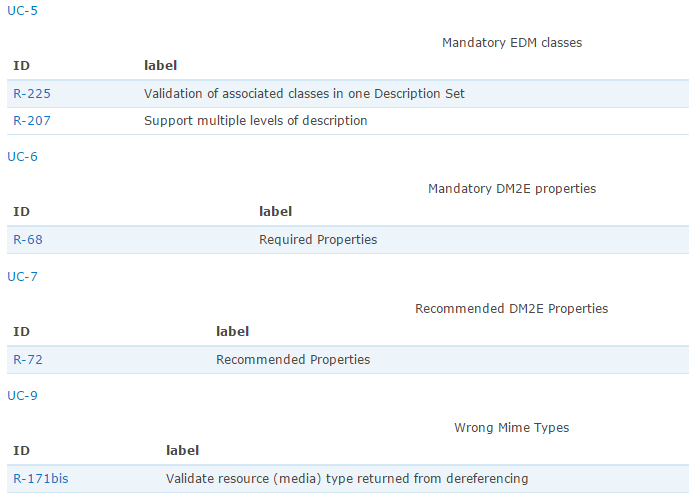 UC-5
Mandatory EDM classes
ID label
R-225 Validation of associated classes in one Description Set
R-207 Support multiple levels of description
UC-6
Mandatory DM2E properties
ID label
R-68 Required Properties
UC-7
Recommended DM2E Properties
ID label
R-72 Recommended Properties
UC-9
Wrong Mime Types
ID label
R-171bis Validate resource (media) type returned from dereferencing